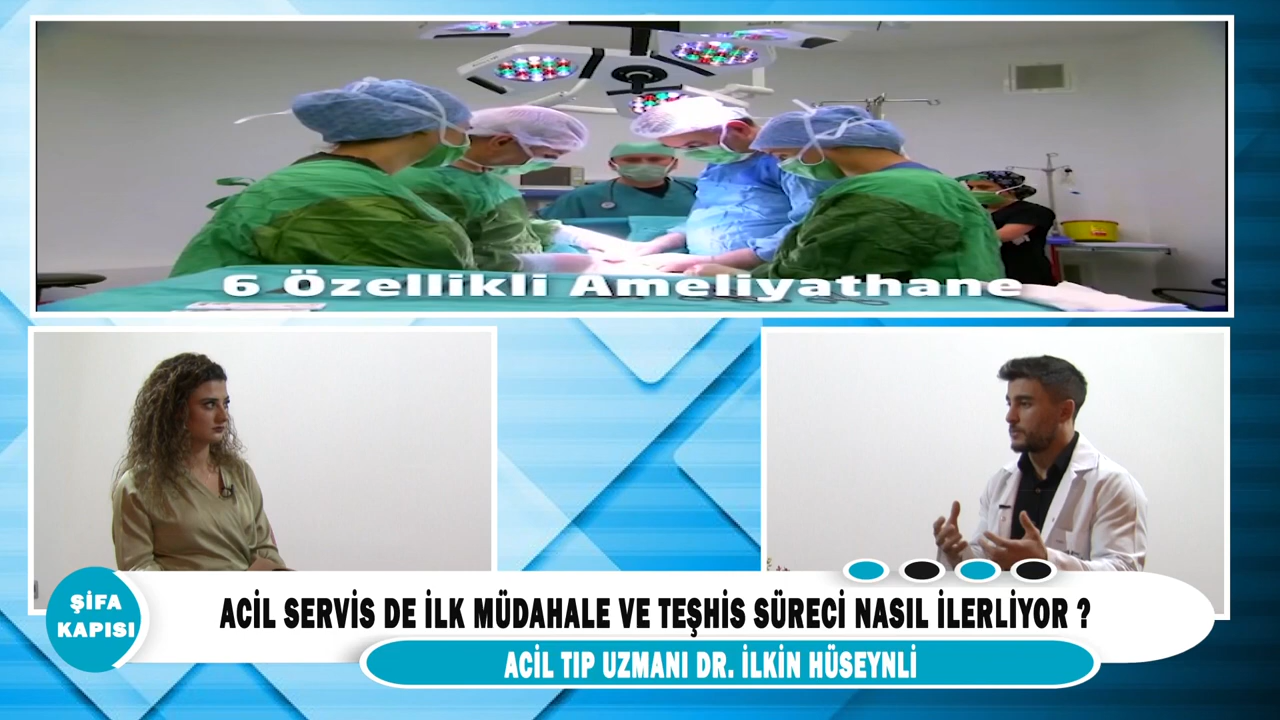 6 Özellikli Ameliyathane
ŞİFA
KAPISI
ACİL SERVİS DE İLK MÜDAHALE VE TEŞHİS SÜRECİ NASIL İLERLİYOR ?
ACİL TIP UZMANI DR. İLKİN HÜSEYNLİ